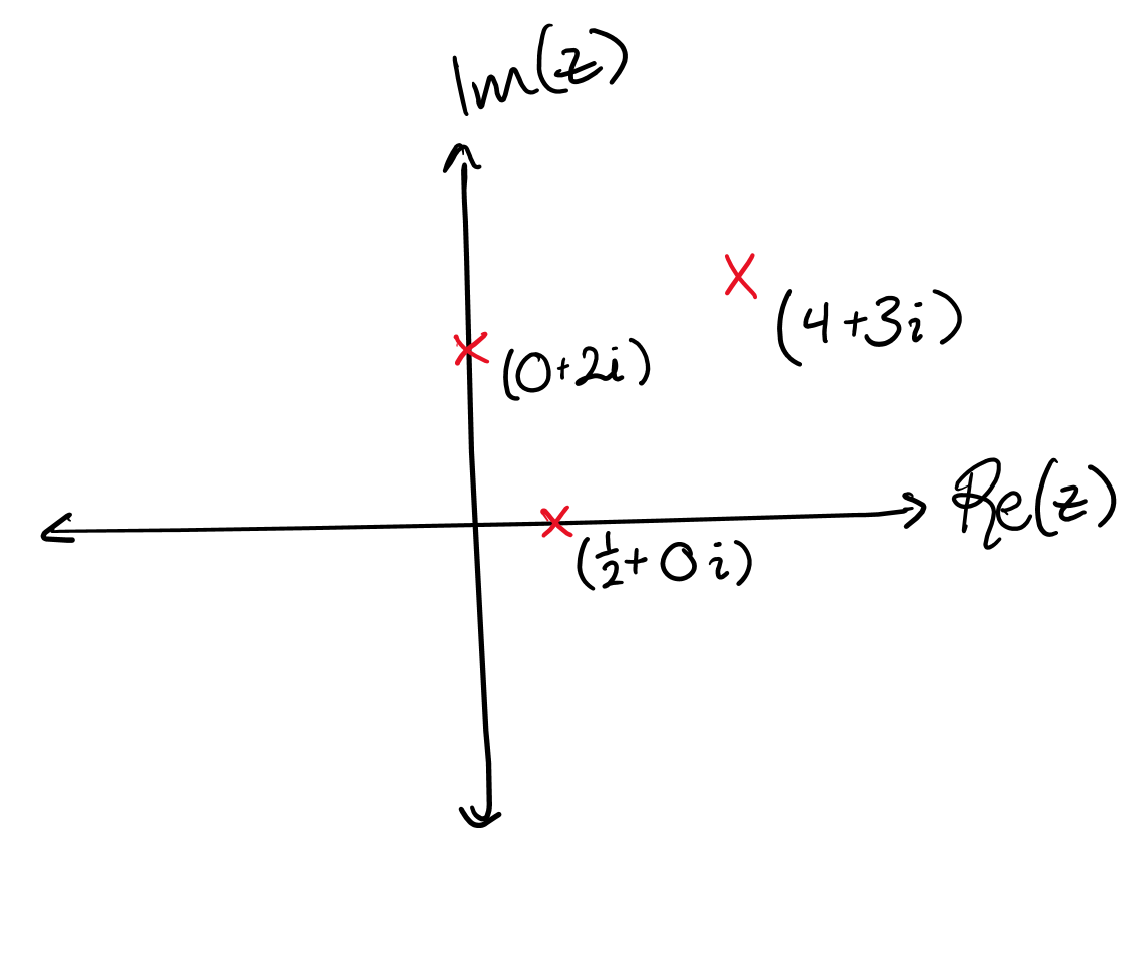 Im(z)
(4+3i)
(0+2i)
Re(z)
(½+0i)